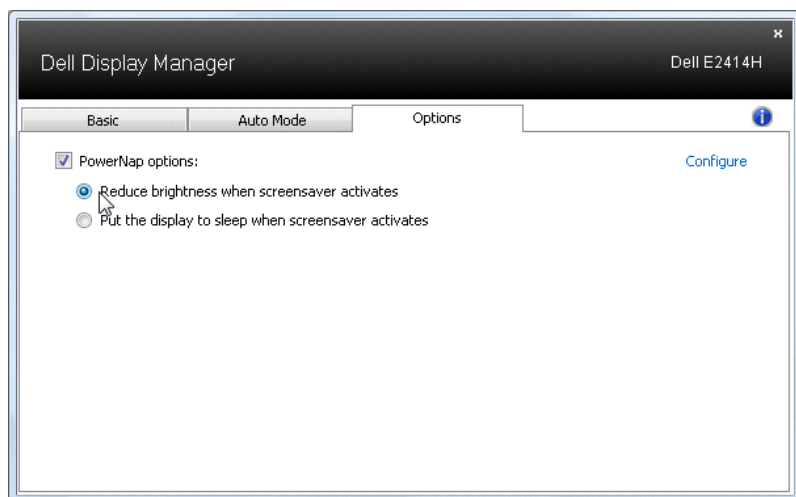 Dell Display Manager
Dell E2414H
Basic
Auto Mode
Options
PowerNap options:
Configure
Reduce brightness when screensaver activates
Put the display to sleep when screensaver activates